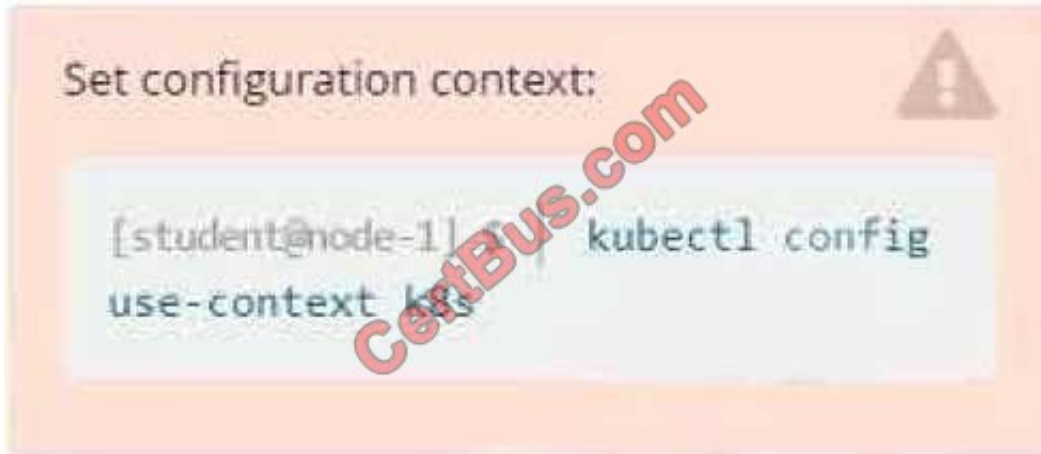 Set configuration context:
[student@node-1] $ | kubectl config
use-context k8s
CertBus.com